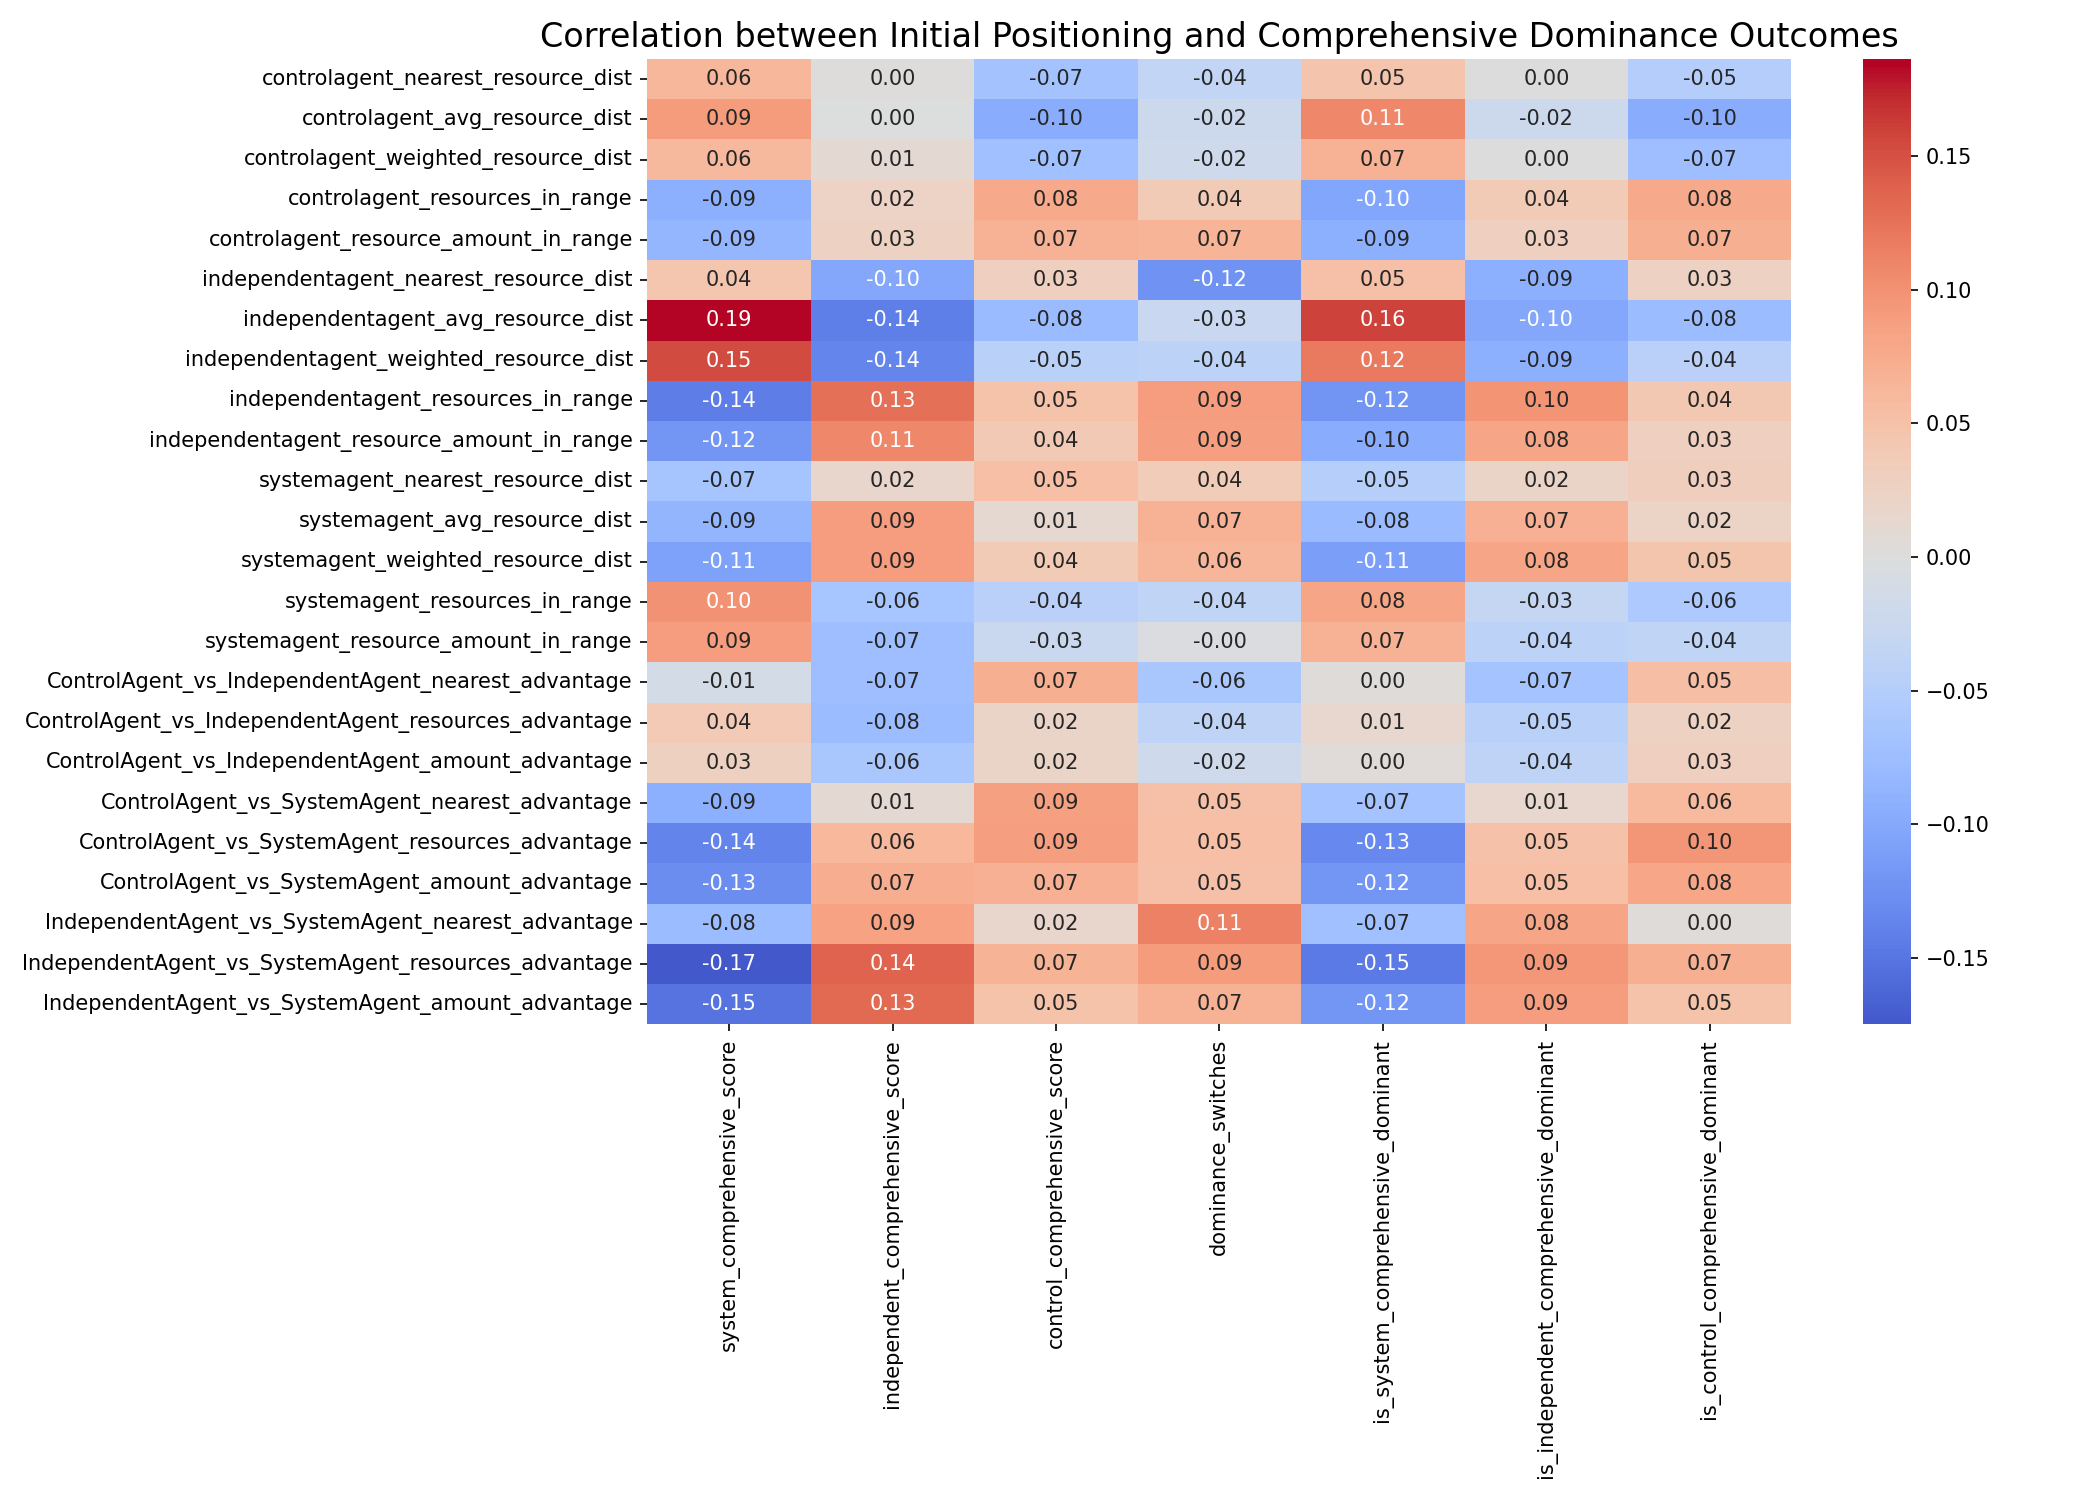 Correlation between Initial Positioning and Comprehensive Dominance Outcomes
controlagent_nearest_resource_dist 0.06 0.00 -0.07 -0.04 0.05 0.00 -0.05
controlagent_avg_resource_dist 0.09 0.00 -0.10 -0.02 0.11 -0.02 -0.10
controlagent_weighted_resource_dist 0.06 0.01 -0.07 -0.02 0.07 0.00 -0.07
controlagent_resources_in_range -0.09 0.02 0.08 0.04 -0.10 0.04 0.08
controlagent_resource_amount_in_range -0.09 0.03 0.07 0.07 -0.09 0.03 0.07
independentagent_nearest_resource_dist 0.04 -0.10 0.03 -0.12 0.05 -0.09 0.03
independentagent_avg_resource_dist 0.19 -0.14 -0.08 -0.03 0.16 -0.10 -0.08
independentagent_weighted_resource_dist 0.15 -0.14 -0.05 -0.04 0.12 -0.09 -0.04
independentagent_resources_in_range -0.14 0.13 0.05 0.09 -0.12 0.10 0.04
independentagent_resource_amount_in_range -0.12 0.11 0.04 0.09 -0.10 0.08 0.03
systemagent_nearest_resource_dist -0.07 0.02 0.05 0.04 -0.05 0.02 0.03
systemagent_avg_resource_dist -0.09 0.09 0.01 0.07 -0.08 0.07 0.02
systemagent_weighted_resource_dist -0.11 0.09 0.04 0.06 -0.11 0.08 0.05
systemagent_resources_in_range 0.10 -0.06 -0.04 -0.04 0.08 -0.03 -0.06
systemagent_resource_amount_in_range 0.09 -0.07 -0.03 -0.00 0.07 -0.04 -0.04
ControlAgent_vs_IndependentAgent_nearest_advantage -0.01 -0.07 0.07 -0.06 0.00 -0.07 0.05
ControlAgent_vs_IndependentAgent_resources_advantage 0.04 -0.08 0.02 -0.04 0.01 -0.05 0.02
ControlAgent_vs_IndependentAgent_amount_advantage 0.03 -0.06 0.02 -0.02 0.00 -0.04 0.03
ControlAgent_vs_SystemAgent_nearest_advantage -0.09 0.01 0.09 0.05 -0.07 0.01 0.06
ControlAgent_vs_SystemAgent_resources_advantage -0.14 0.06 0.09 0.05 -0.13 0.05 0.10
ControlAgent_vs_SystemAgent_amount_advantage -0.13 0.07 0.07 0.05 -0.12 0.05 0.08
IndependentAgent_vs_SystemAgent_nearest_advantage -0.08 0.09 0.02 0.11 -0.07 0.08 0.00
IndependentAgent_vs_SystemAgent_resources_advantage -0.17 0.14 0.07 0.09 -0.15 0.09 0.07
IndependentAgent_vs_SystemAgent_amount_advantage -0.15 0.13 0.05 0.07 -0.12 0.09 0.05
system_comprehensive_score
independent_comprehensive_score
control_comprehensive_score
dominance_switches
is_system_comprehensive_dominant
is_independent_comprehensive_dominant
is_control_comprehensive_dominant
0.15
0.10
0.05
0.00
−0.05
−0.10
−0.15